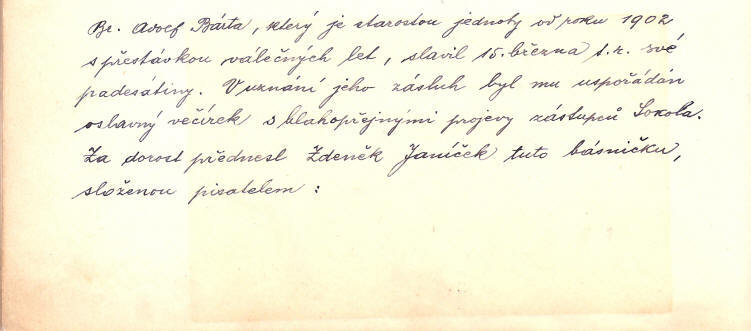 Br. Adolf Bárta, který je starostou jednoty od roku 1902
s přestávkou válečných let, slavil 15. března t. r. své
padesátiny. V uznání jeho zásluh byl mu uspořádán
oslavný večírek s blahopřejnými projevy zástupců Sokola.
Za dorost přednesl Zdeněk Janíček tuto básničku,
složenou pisatelem :